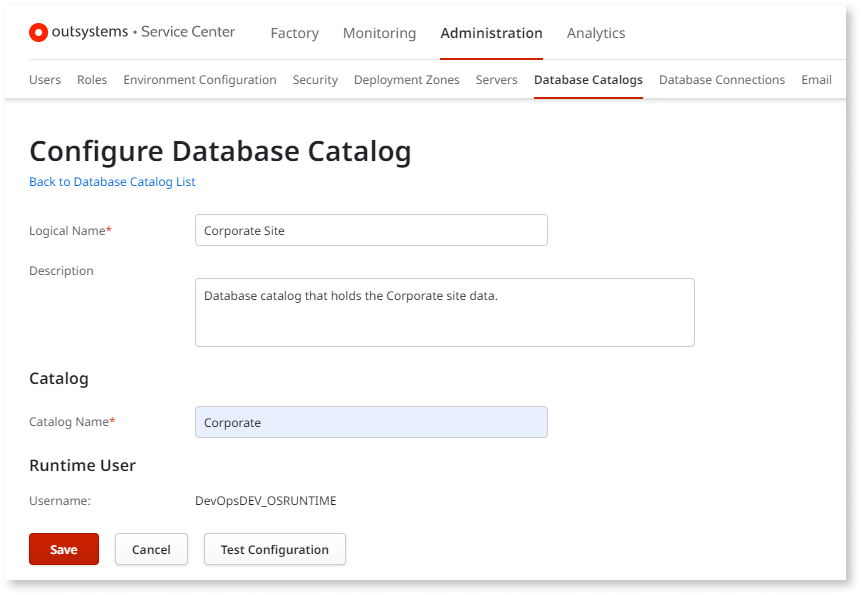 outsystems • Service Center Factory Monitoring Administration Analytics
Users Roles Environment Configuration Security Deployment Zones Servers Database Catalogs Database Connections Email
Configure Database Catalog
Back to Database Catalog List
Logical Name* Corporate Site
Description
Database catalog that holds the Corporate site data.
Catalog
Catalog Name* Corporate
Runtime User
Username: DevOpsDEV_OSRUNTIME
Save Cancel Test Configuration